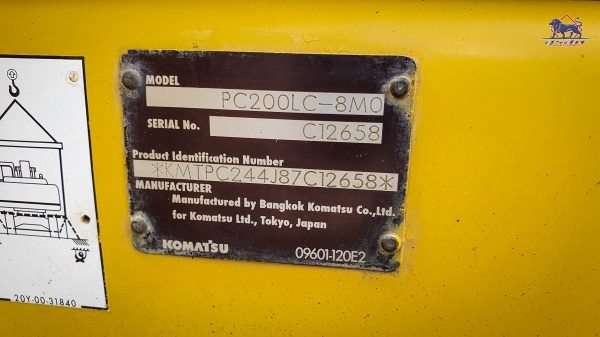 MODEL
PC200LC-8M0
SERIAL No.
C12658
Product Identification Number
*KMTPC244J87C12658*
MANUFACTURER
Manufactured by Bangkok Komatsu Co.,Ltd.
for Komatsu Ltd., Tokyo, Japan
KOMATSU
09601-120E2
20Y-00-31840